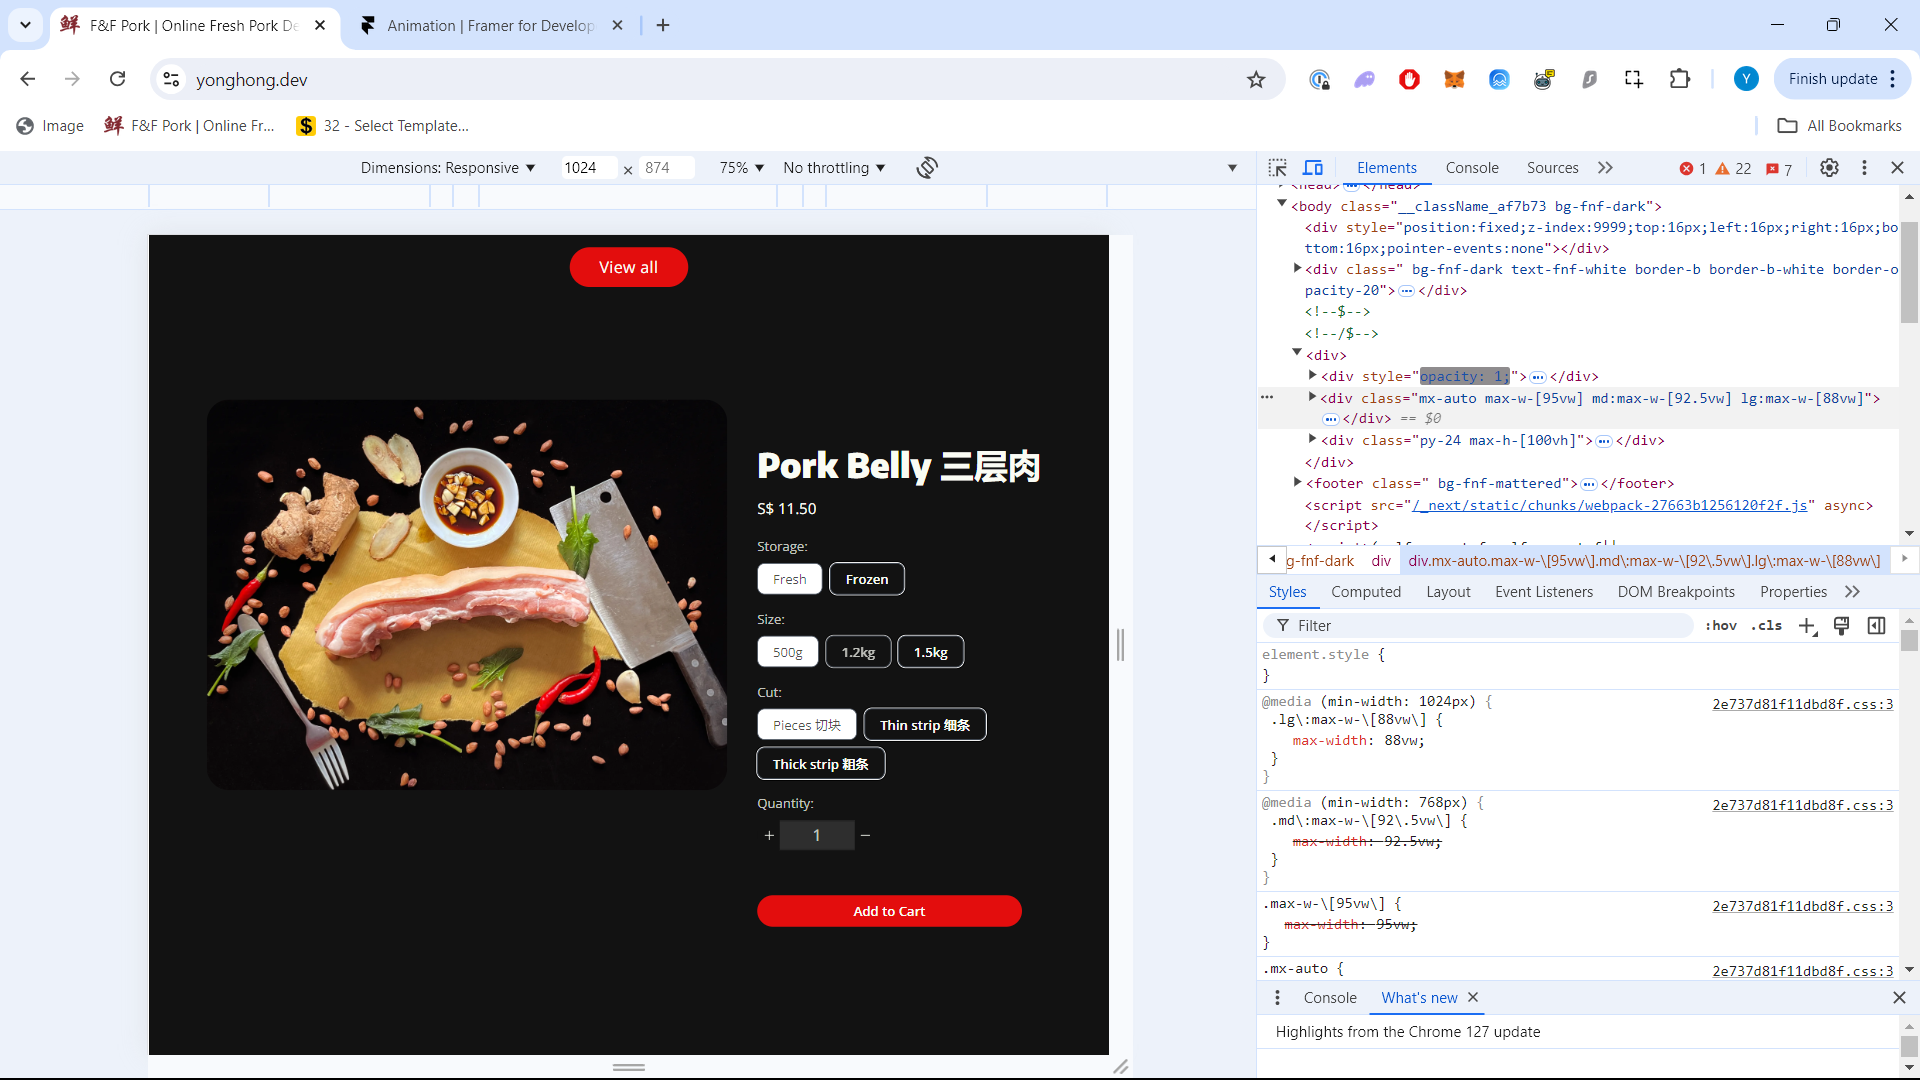 F&F Pork | Online Fresh Pork De
Animation | Framer for Develop
yonghong.dev
Finish update
Image
F&F Pork | Online Fr...
32 - Select Template...
All Bookmarks
Dimensions: Responsive
1024 × 874
75%
No throttling
Elements
Console
Sources
1
22
7
<head> </head>
<body class="__className_af7b73 bg-fnf-dark">
<div style="position:fixed;z-index:9999;top:16px;left:16px;right:16px;bo
ttom:16px;pointer-events:none"></div>
<div class=" bg-fnf-dark text-fnf-white border-b border-b-white border-o
pacity-20"> </div>
<!--$-->
<!--/$-->
<div>
<div style="opacity: 1;"> </div>
<div class="mx-auto max-w-[95vw] md:max-w-[92.5vw] lg:max-w-[88vw]">
</div> == $0
<div class="py-24 max-h-[100vh]"> </div>
</div>
<footer class=" bg-fnf-mattered"> </footer>
<script src="/_next/static/chunks/webpack-27663b1256120f2f.js" async>
</script>
g-fnf-dark
div
div.mx-auto.max-w-\[95vw\].md\:max-w-\[92\.5vw\].lg\:max-w-\[88vw\]
Styles
Computed
Layout
Event Listeners
DOM Breakpoints
Properties
Filter
:hov
.cls
element.style {
}
@media (min-width: 1024px) {
2e737d81f11dbd8f.css:3
.lg\:max-w-\[88vw\] {
max-width: 88vw;
}
}
@media (min-width: 768px) {
2e737d81f11dbd8f.css:3
.md\:max-w-\[92\.5vw\] {
max-width: 92.5vw;
}
}
.max-w-\[95vw\] {
2e737d81f11dbd8f.css:3
max-width: 95vw;
}
.mx-auto {
2e737d81f11dbd8f.css:3
Console
What's new
Highlights from the Chrome 127 update
View all
Pork Belly 三层肉
S$ 11.50
Storage:
Fresh
Frozen
Size:
500g
1.2kg
1.5kg
Cut:
Pieces 切块
Thin strip 细条
Thick strip 粗条
Quantity:
+ 1 −
Add to Cart